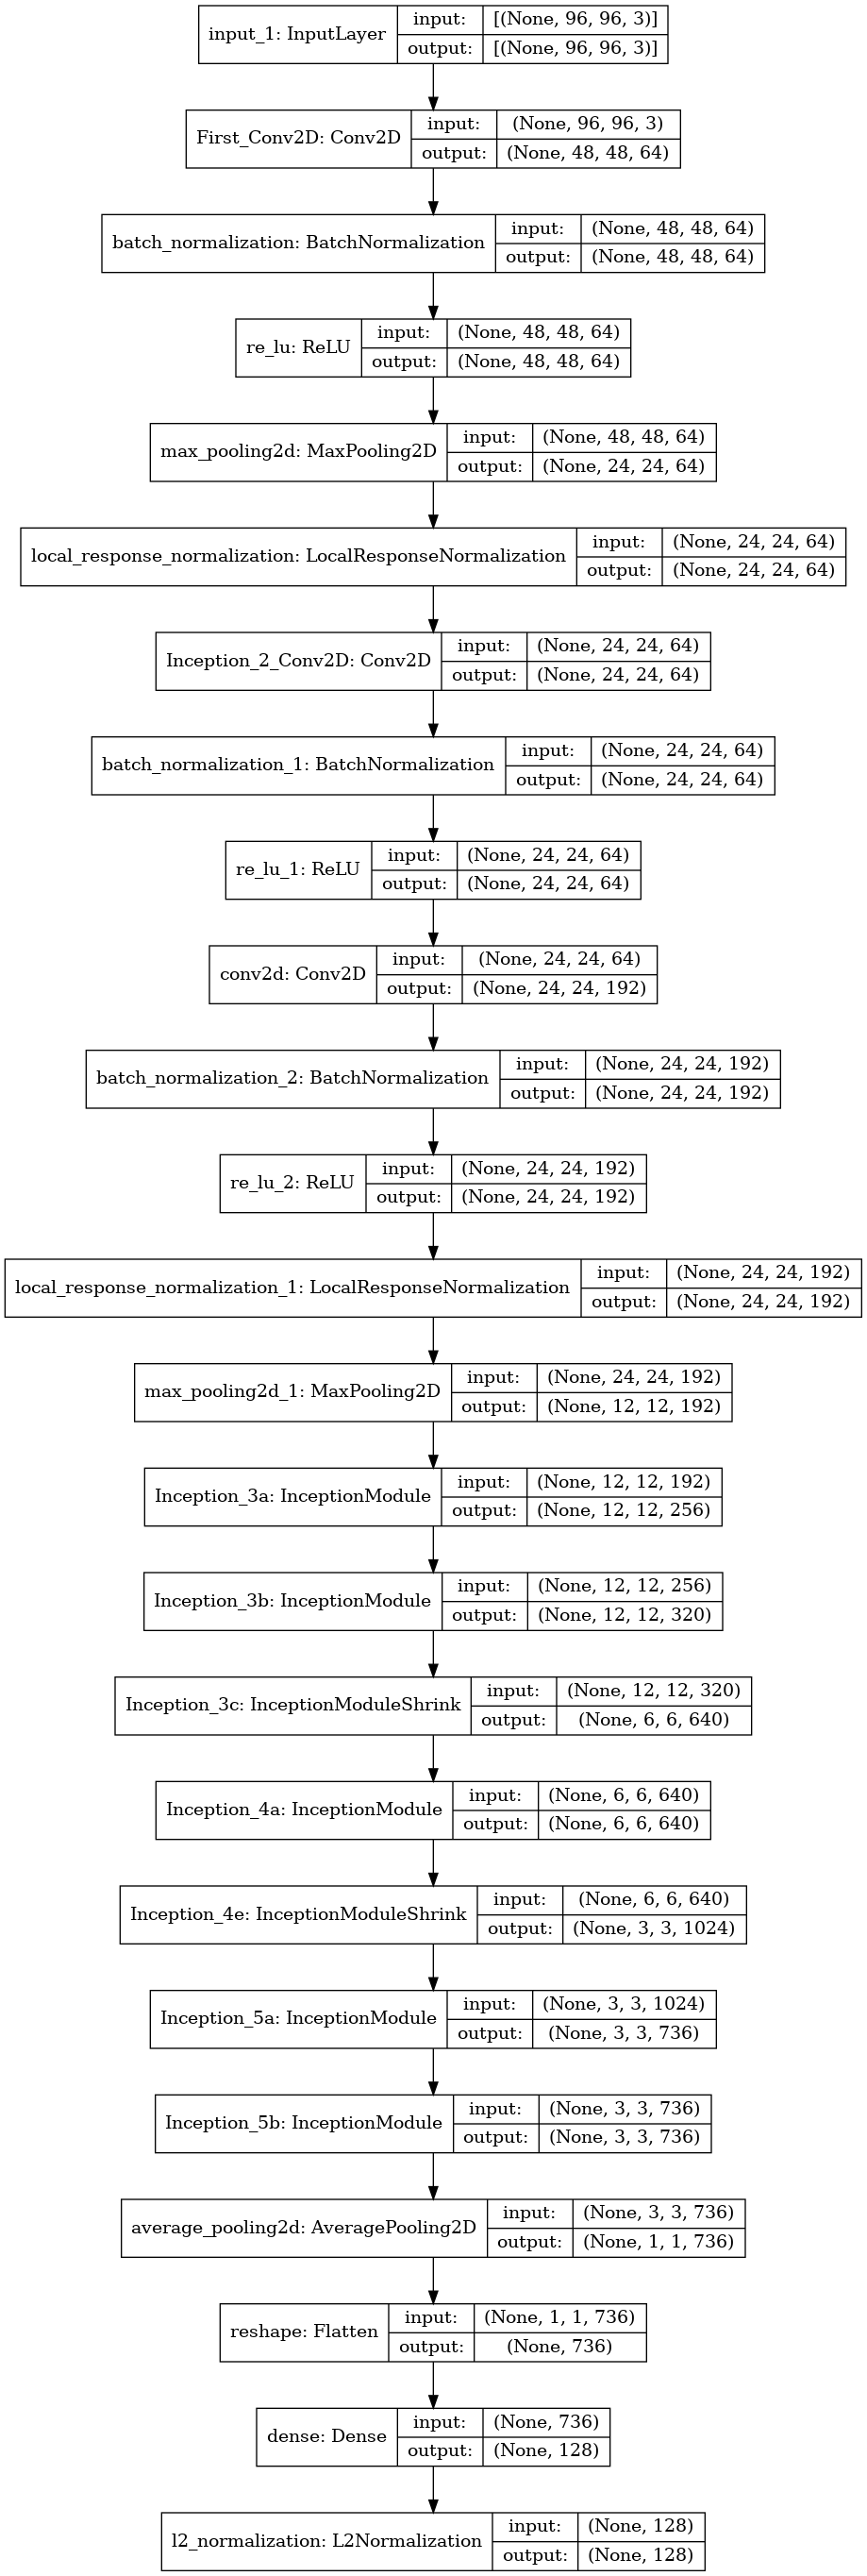 input_1: InputLayer
input: [(None, 96, 96, 3)]
output: [(None, 96, 96, 3)]
First_Conv2D: Conv2D
input: (None, 96, 96, 3)
output: (None, 48, 48, 64)
batch_normalization: BatchNormalization
input: (None, 48, 48, 64)
output: (None, 48, 48, 64)
re_lu: ReLU
input: (None, 48, 48, 64)
output: (None, 48, 48, 64)
max_pooling2d: MaxPooling2D
input: (None, 48, 48, 64)
output: (None, 24, 24, 64)
local_response_normalization: LocalResponseNormalization
input: (None, 24, 24, 64)
output: (None, 24, 24, 64)
Inception_2_Conv2D: Conv2D
input: (None, 24, 24, 64)
output: (None, 24, 24, 64)
batch_normalization_1: BatchNormalization
input: (None, 24, 24, 64)
output: (None, 24, 24, 64)
re_lu_1: ReLU
input: (None, 24, 24, 64)
output: (None, 24, 24, 64)
conv2d: Conv2D
input: (None, 24, 24, 64)
output: (None, 24, 24, 192)
batch_normalization_2: BatchNormalization
input: (None, 24, 24, 192)
output: (None, 24, 24, 192)
re_lu_2: ReLU
input: (None, 24, 24, 192)
output: (None, 24, 24, 192)
local_response_normalization_1: LocalResponseNormalization
input: (None, 24, 24, 192)
output: (None, 24, 24, 192)
max_pooling2d_1: MaxPooling2D
input: (None, 24, 24, 192)
output: (None, 12, 12, 192)
Inception_3a: InceptionModule
input: (None, 12, 12, 192)
output: (None, 12, 12, 256)
Inception_3b: InceptionModule
input: (None, 12, 12, 256)
output: (None, 12, 12, 320)
Inception_3c: InceptionModuleShrink
input: (None, 12, 12, 320)
output: (None, 6, 6, 640)
Inception_4a: InceptionModule
input: (None, 6, 6, 640)
output: (None, 6, 6, 640)
Inception_4e: InceptionModuleShrink
input: (None, 6, 6, 640)
output: (None, 3, 3, 1024)
Inception_5a: InceptionModule
input: (None, 3, 3, 1024)
output: (None, 3, 3, 736)
Inception_5b: InceptionModule
input: (None, 3, 3, 736)
output: (None, 3, 3, 736)
average_pooling2d: AveragePooling2D
input: (None, 3, 3, 736)
output: (None, 1, 1, 736)
reshape: Flatten
input: (None, 1, 1, 736)
output: (None, 736)
dense: Dense
input: (None, 736)
output: (None, 128)
l2_normalization: L2Normalization
input: (None, 128)
output: (None, 128)